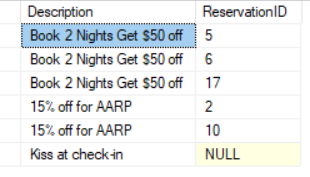 Description ReservationID
Book 2 Nights Get $50 off 5
Book 2 Nights Get $50 off 6
Book 2 Nights Get $50 off 17
15% off for AARP 2
15% off for AARP 10
Kiss at check-in NULL